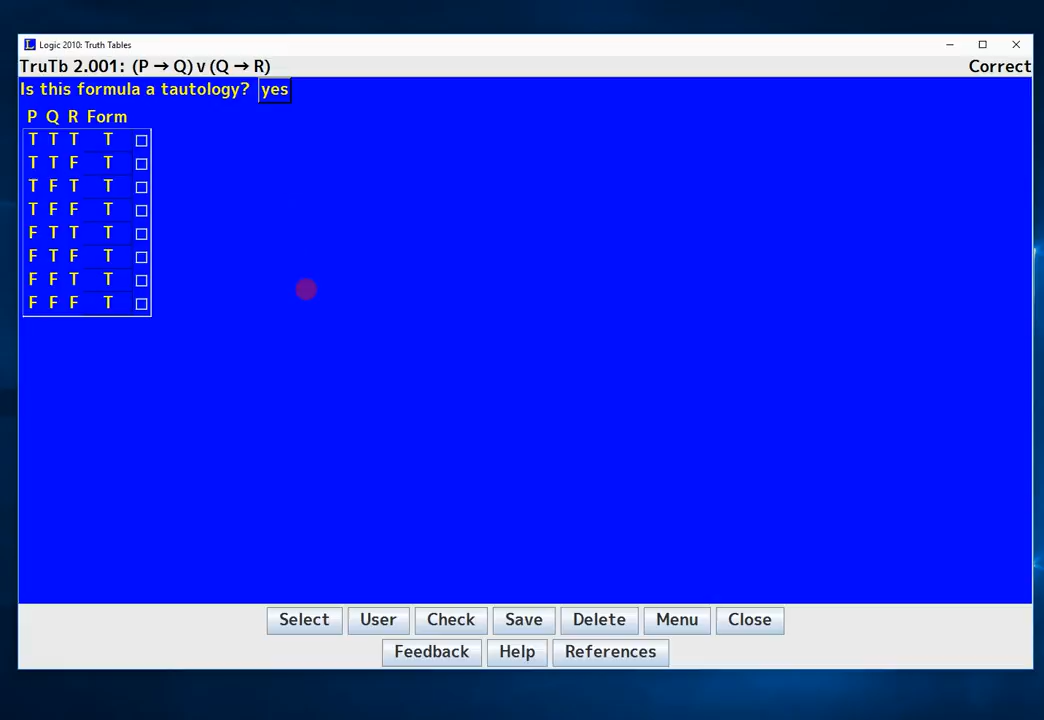 Logic 2010: Truth Tables
TruTb 2.001: (P → Q) v (Q → R) Correct
Is this formula a tautology? yes
P Q R Form
T T T T
T T F T
T F T T
T F F T
F T T T
F T F T
F F T T
F F F T
Select User Check Save Delete Menu Close
Feedback Help References